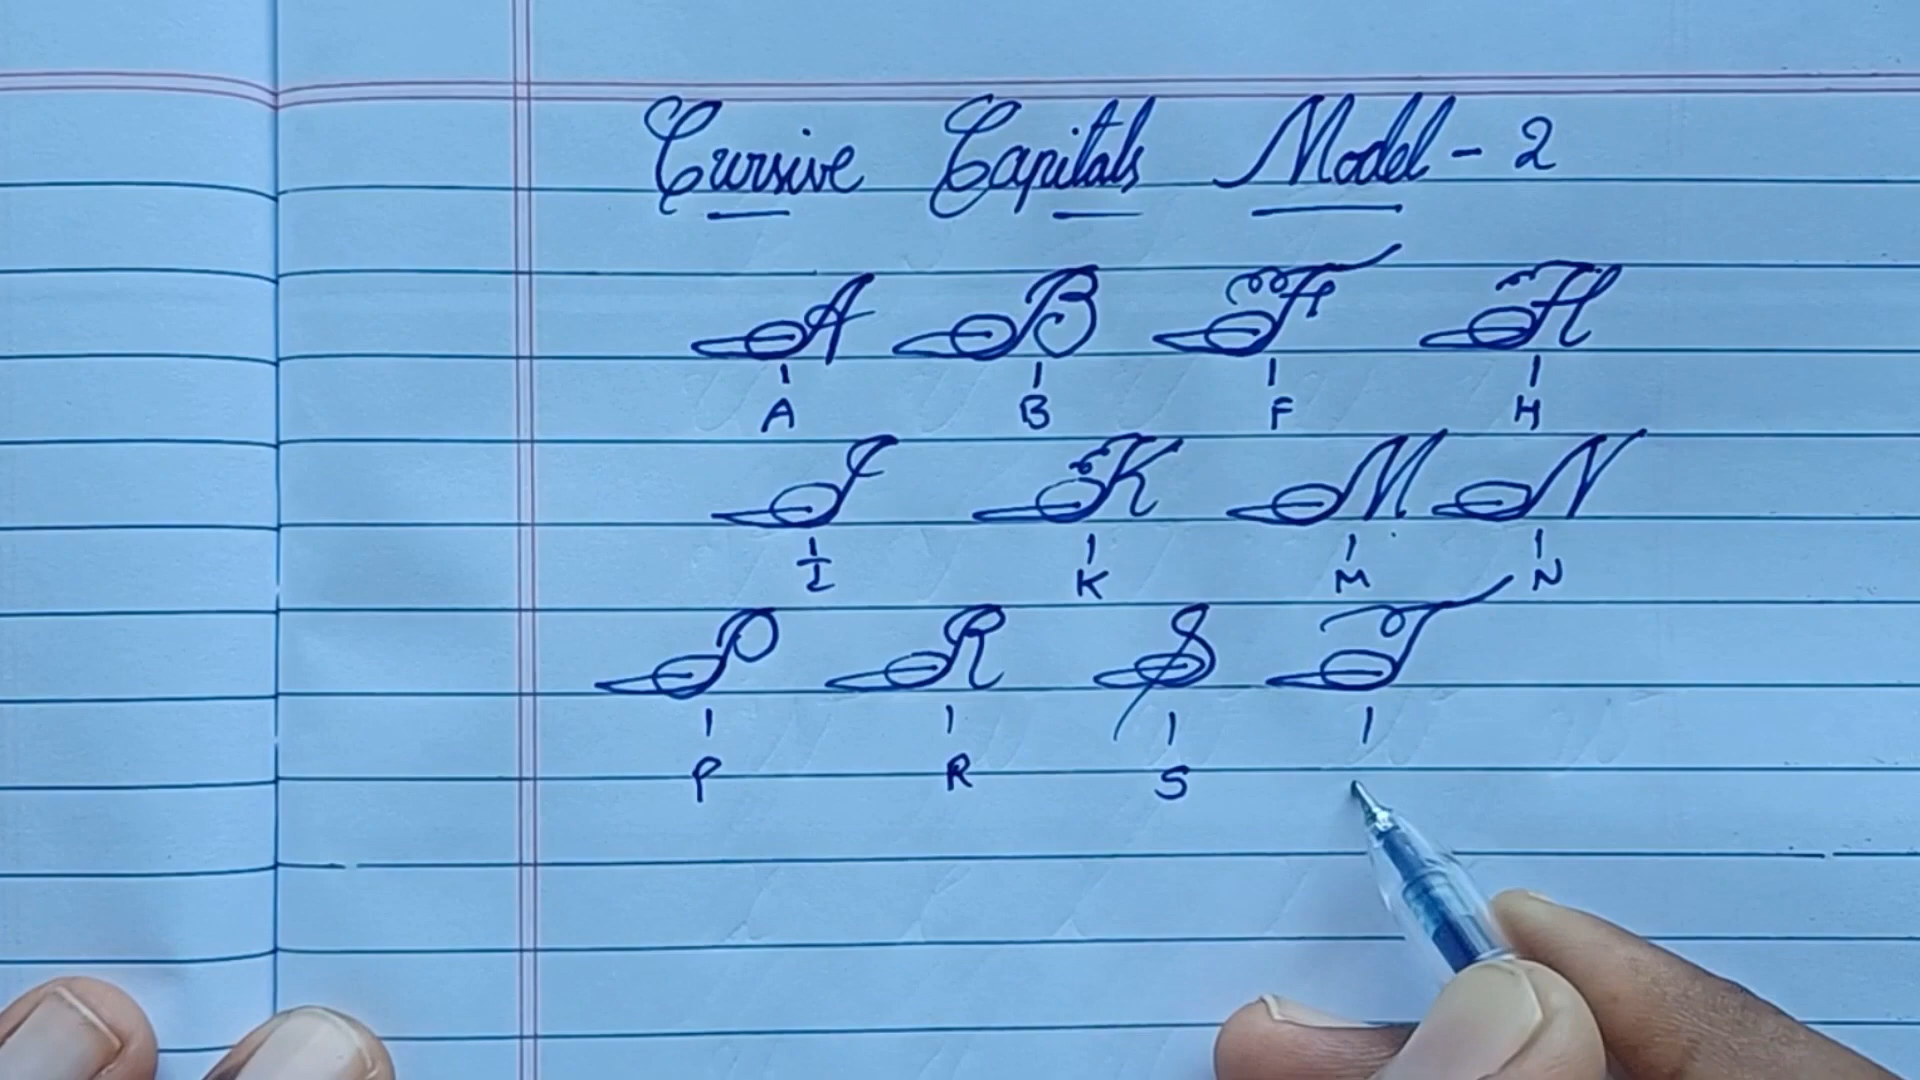 Cursive Capitals Model - 2
A B F H
A B F H
I K M N
I K M N
P R S T
P R S